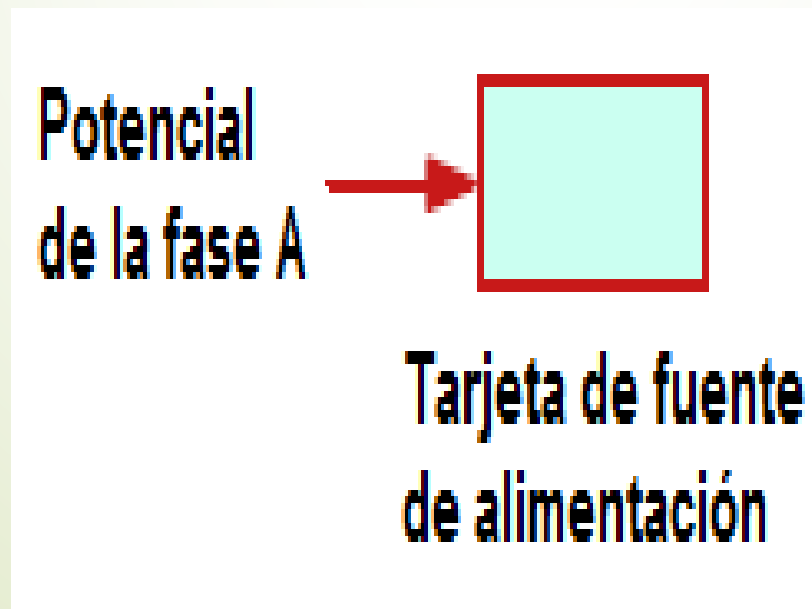 Potencial
de la fase A
Tarjeta de fuente
de alimentación